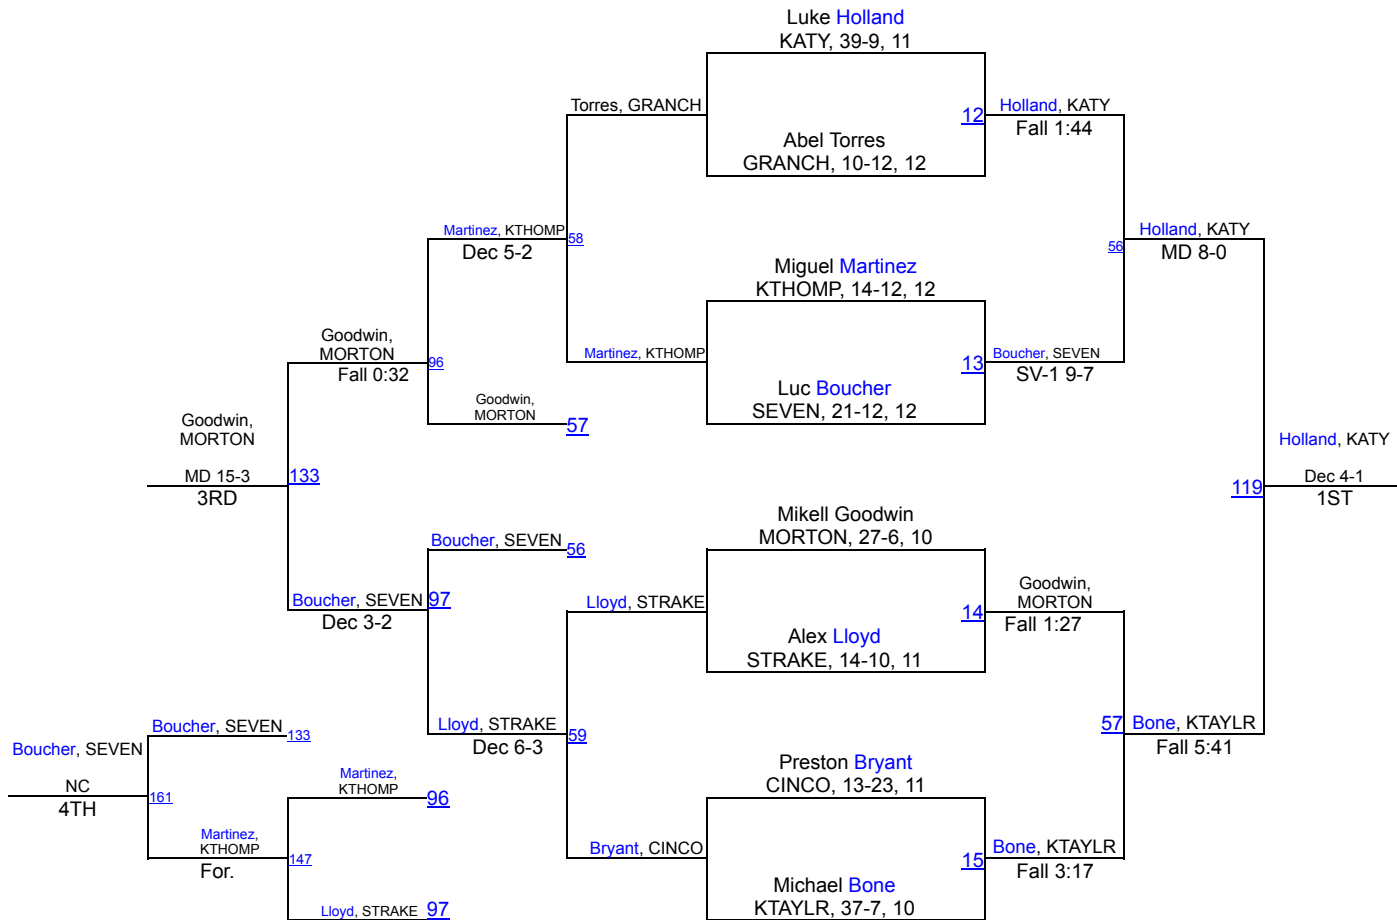 Luke Holland
KATY, 39-9, 11
Torres, GRANCH
12
Holland, KATY
Fall 1:44
Abel Torres
GRANCH, 10-12, 12
Martinez, KTHOMP
58
Dec 5-2
56
Holland, KATY
MD 8-0
Miguel Martinez
KTHOMP, 14-12, 12
Goodwin,
MORTON
96
Fall 0:32
Martinez, KTHOMP
13
Boucher, SEVEN
SV-1 9-7
Luc Boucher
SEVEN, 21-12, 12
Goodwin,
MORTON
57
Goodwin,
MORTON
Holland, KATY
MD 15-3
133
3RD
119
Dec 4-1
1ST
Mikell Goodwin
MORTON, 27-6, 10
Boucher, SEVEN
56
Boucher, SEVEN
97
Dec 3-2
Lloyd, STRAKE
14
Goodwin,
MORTON
Fall 1:27
Alex Lloyd
STRAKE, 14-10, 11
Boucher, SEVEN
133
Lloyd, STRAKE
59
Dec 6-3
57
Bone, KTAYLR
Fall 5:41
Boucher, SEVEN
NC
161
4TH
Preston Bryant
CINCO, 13-23, 11
Martinez,
KTHOMP
96
Martinez,
KTHOMP
147
For.
Bryant, CINCO
15
Bone, KTAYLR
Fall 3:17
Michael Bone
KTAYLR, 37-7, 10
Lloyd, STRAKE
97